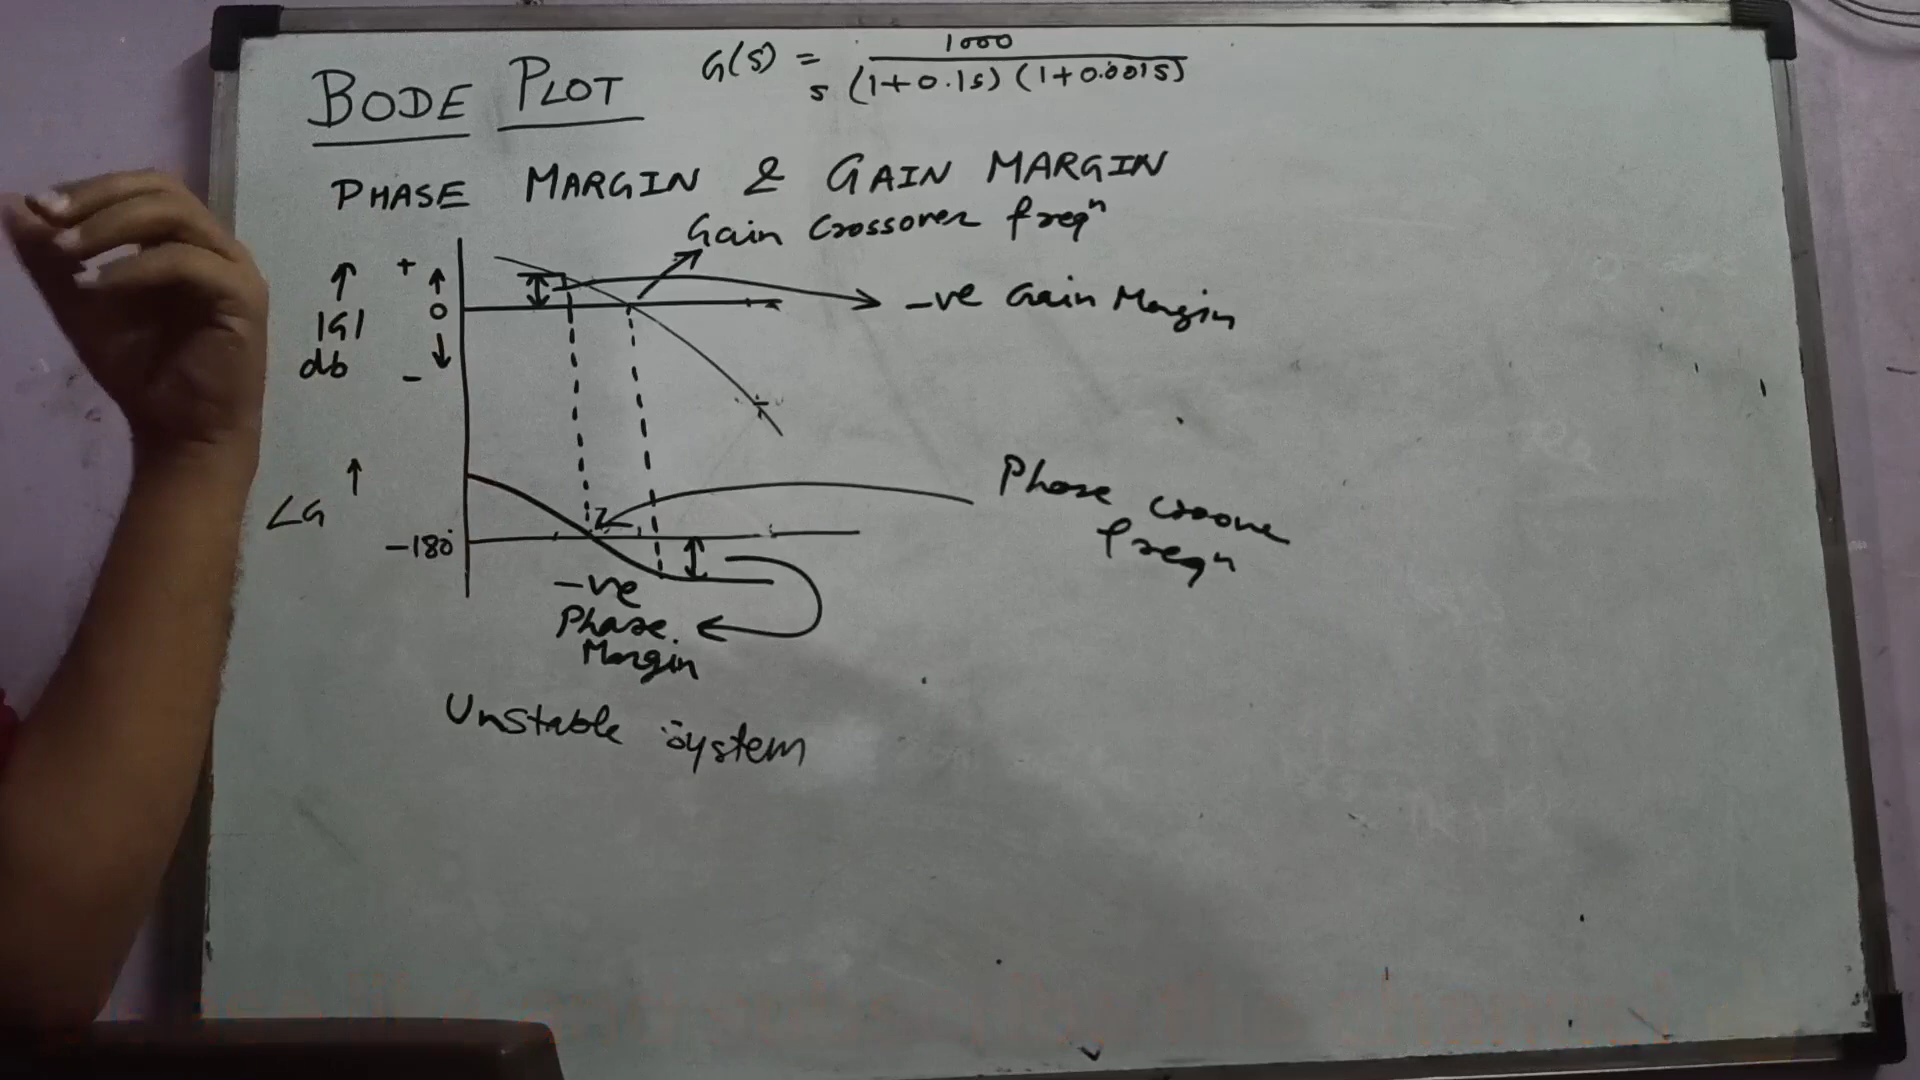 BODE PLOT
G(s) = 1000
s (1+0.1s) (1+0.001s)
PHASE MARGIN & GAIN MARGIN
Gain Crossover freqⁿ
+
0
-
|G|
db
-ve Gain Margin
∠G
-180°
Phase
freqⁿ
-ve
Phase
Margin
Unstable system